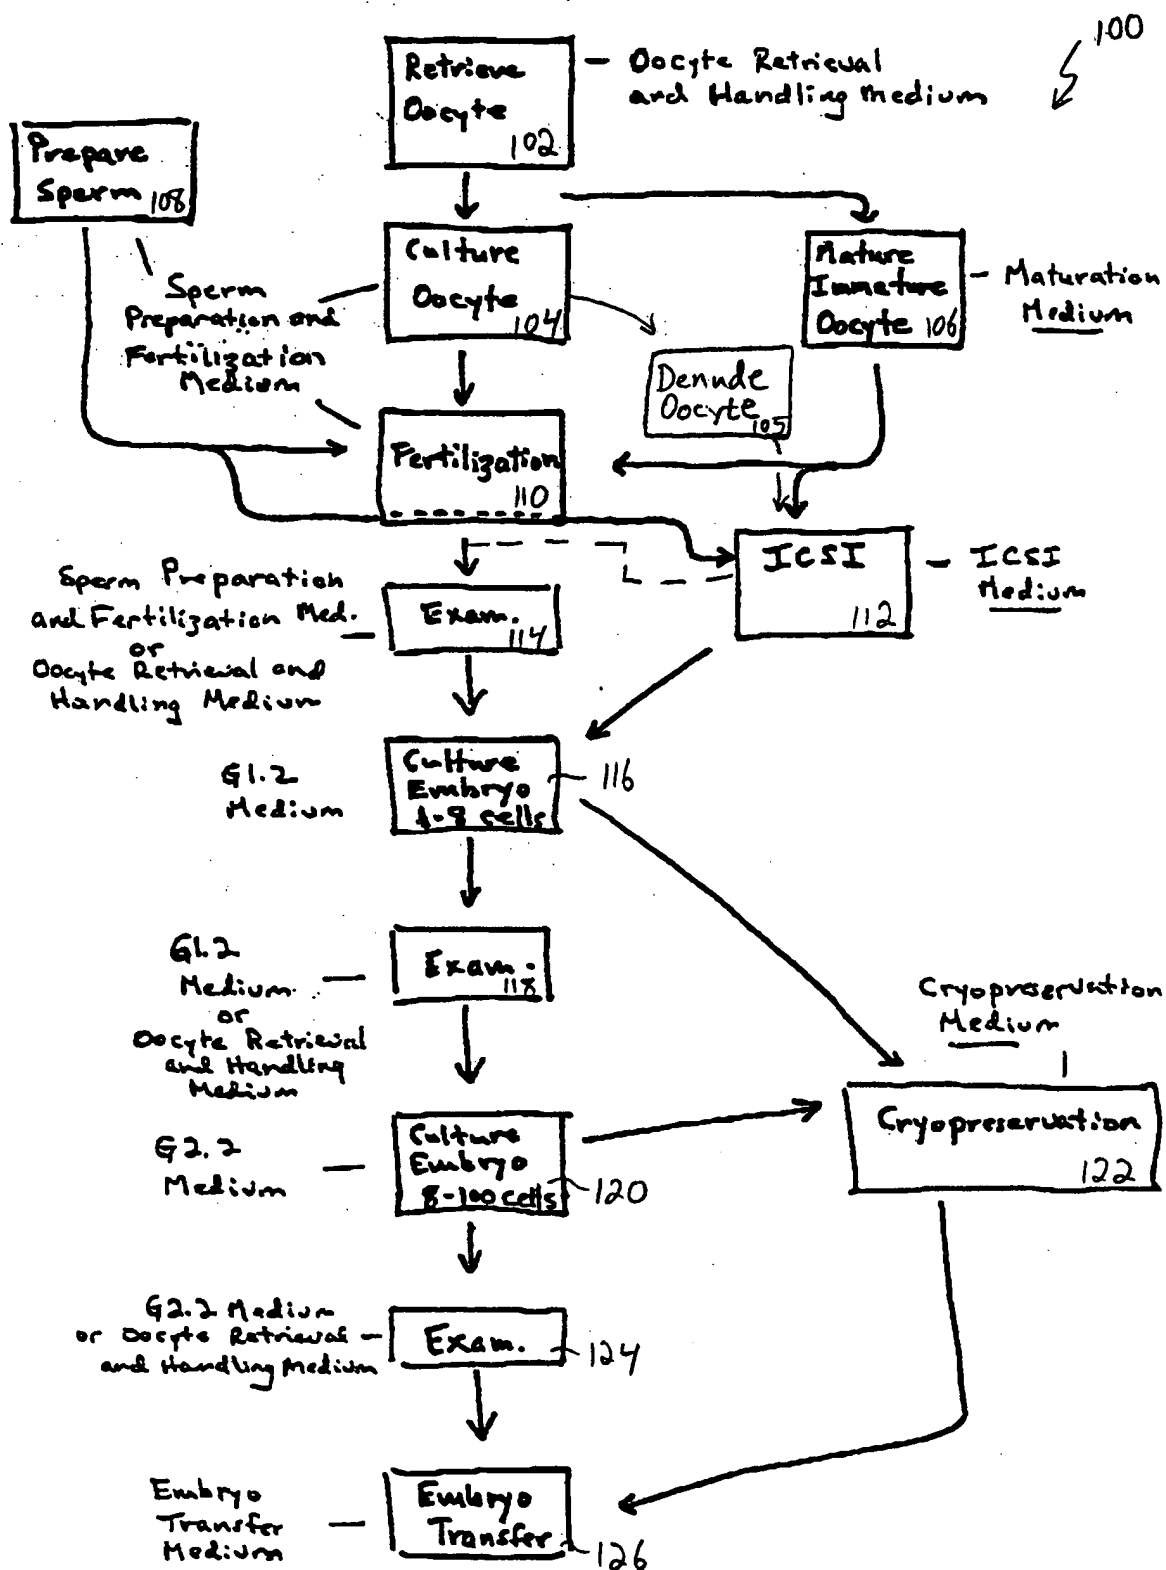 100
Retrieve
Oocyte
102
- Oocyte Retrieval
and Handling Medium
Prepare
Sperm 108
Culture
Oocyte
104
Mature
Immature
Oocyte 106
- Maturation
Medium
Sperm
Preparation and
Fertilization
Medium
Denude
Oocyte
105
Fertilization
110
ICSI
112
- ICSI
Medium
Sperm Preparation
and Fertilization Med.
or
Oocyte Retrieval and
Handling Medium
Exam.
114
G1.2
Medium
Culture
Embryo
1-8 cells
116
G1.2
Medium
or
Oocyte Retrieval
and Handling
Medium
Exam.
118
Cryopreservation
Medium
Cryopreservation
122
G2.2
Medium
Culture
Embryo
8-100 cells
120
G2.2 Medium
or Oocyte Retrieval
and Handling Medium
Exam.
124
Embryo
Transfer
Medium
Embryo
Transfer
126